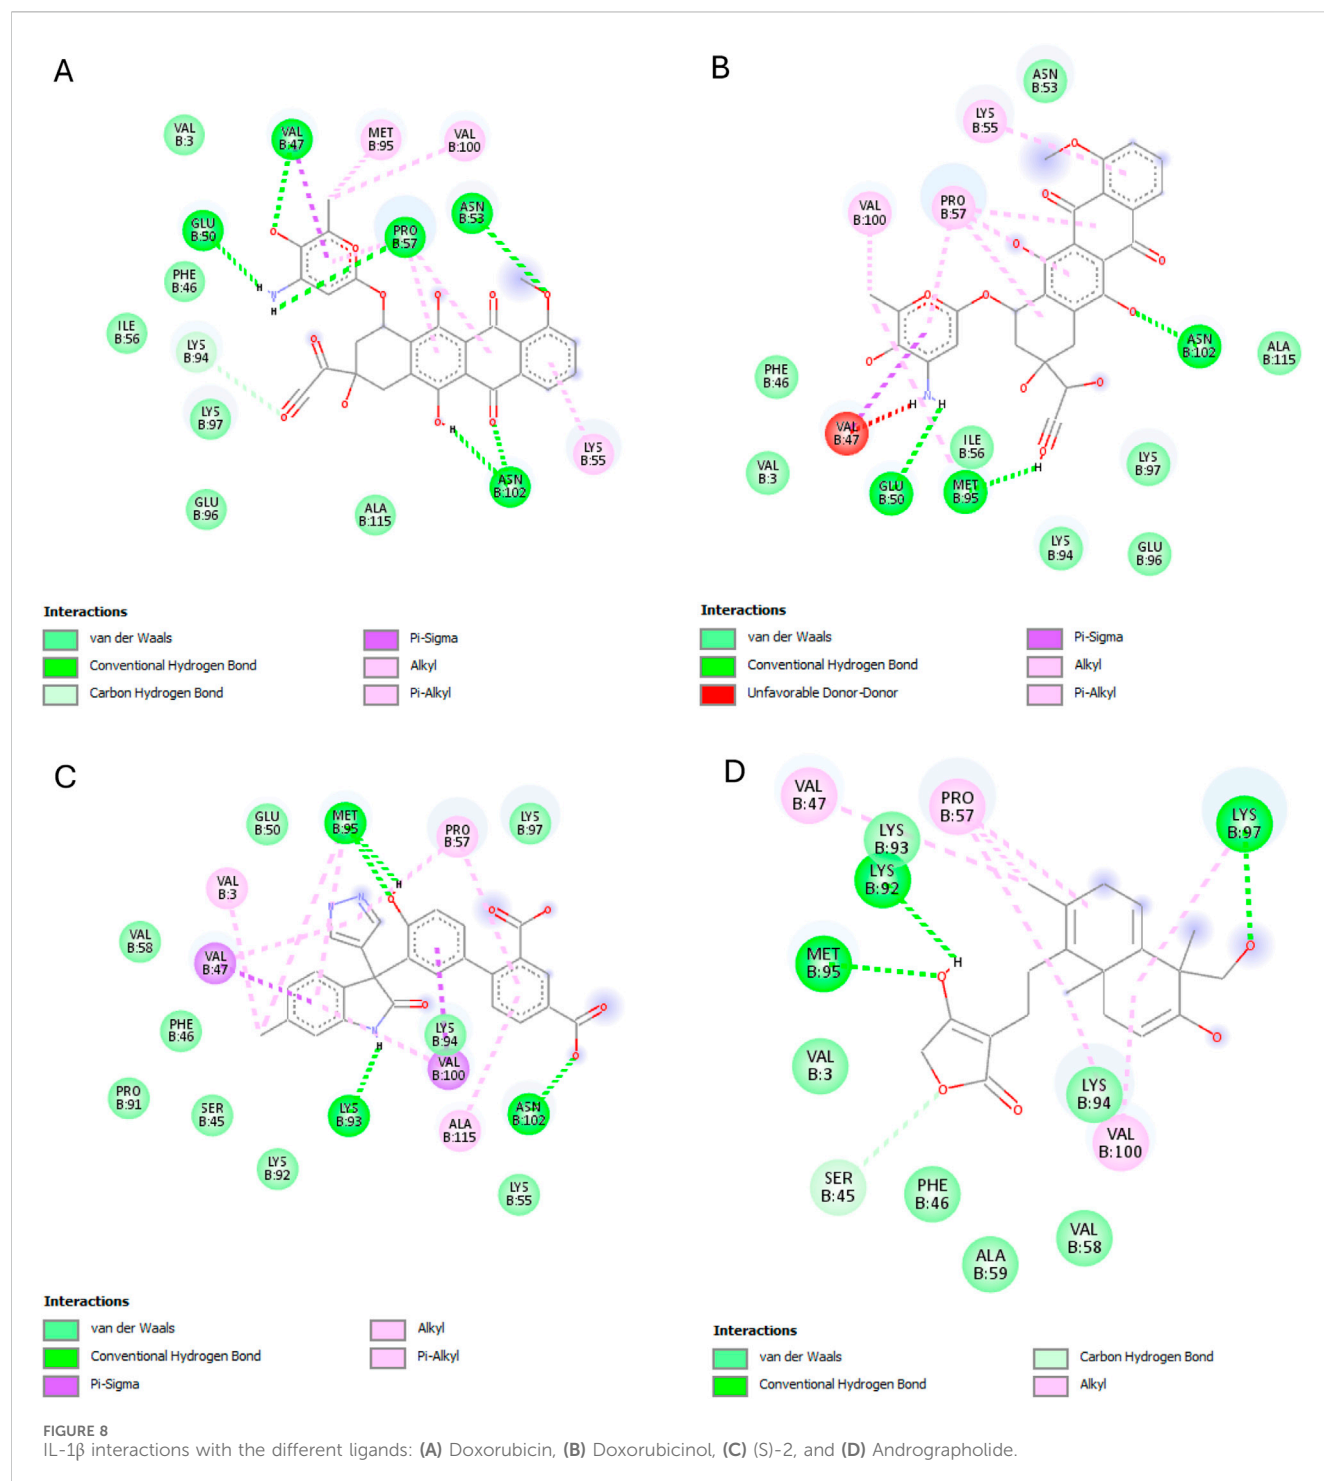 A
VAL
B:3
VAL
B:47
MET
B:95
VAL
B:100
GLU
B:50
PRO
B:57
ASN
B:53
PHE
B:46
ILE
B:56
LYS
B:94
LYS
B:97
GLU
B:96
ALA
B:115
ASN
B:102
LYS
B:55
H
N
H
O
O
O
O
O
O
O
O
O
O
O
H
Interactions
van der Waals
Conventional Hydrogen Bond
Carbon Hydrogen Bond
Pi-Sigma
Alkyl
Pi-Alkyl
B
ASN
B:53
LYS
B:55
VAL
B:100
PRO
B:57
ASN
B:102
ALA
B:115
PHE
B:46
VAL
B:47
VAL
B:3
GLU
B:50
ILE
B:56
MET
B:95
LYS
B:97
LYS
B:94
GLU
B:96
O
O
O
O
O
O
O
O
N
H
H
O
O
O
H
Interactions
van der Waals
Conventional Hydrogen Bond
Unfavorable Donor-Donor
Pi-Sigma
Alkyl
Pi-Alkyl
C
GLU
B:50
MET
B:95
PRO
B:57
LYS
B:97
VAL
B:3
VAL
B:58
VAL
B:47
PHE
B:46
PRO
B:91
SER
B:45
LYS
B:92
LYS
B:93
LYS
B:94
VAL
B:100
ALA
B:115
ASN
B:102
LYS
B:55
H
O
N
N
O
O
O
O
O
N
H
Interactions
van der Waals
Conventional Hydrogen Bond
Pi-Sigma
Alkyl
Pi-Alkyl
D
VAL
B:47
PRO
B:57
LYS
B:93
LYS
B:92
LYS
B:97
MET
B:95
VAL
B:3
LYS
B:94
VAL
B:100
SER
B:45
PHE
B:46
VAL
B:58
ALA
B:59
H
O
O
O
O
O
Interactions
van der Waals
Conventional Hydrogen Bond
Carbon Hydrogen Bond
Alkyl
FIGURE 8
IL-1β interactions with the different ligands: (A) Doxorubicin, (B) Doxorubicinol, (C) (S)-2, and (D) Andrographolide.